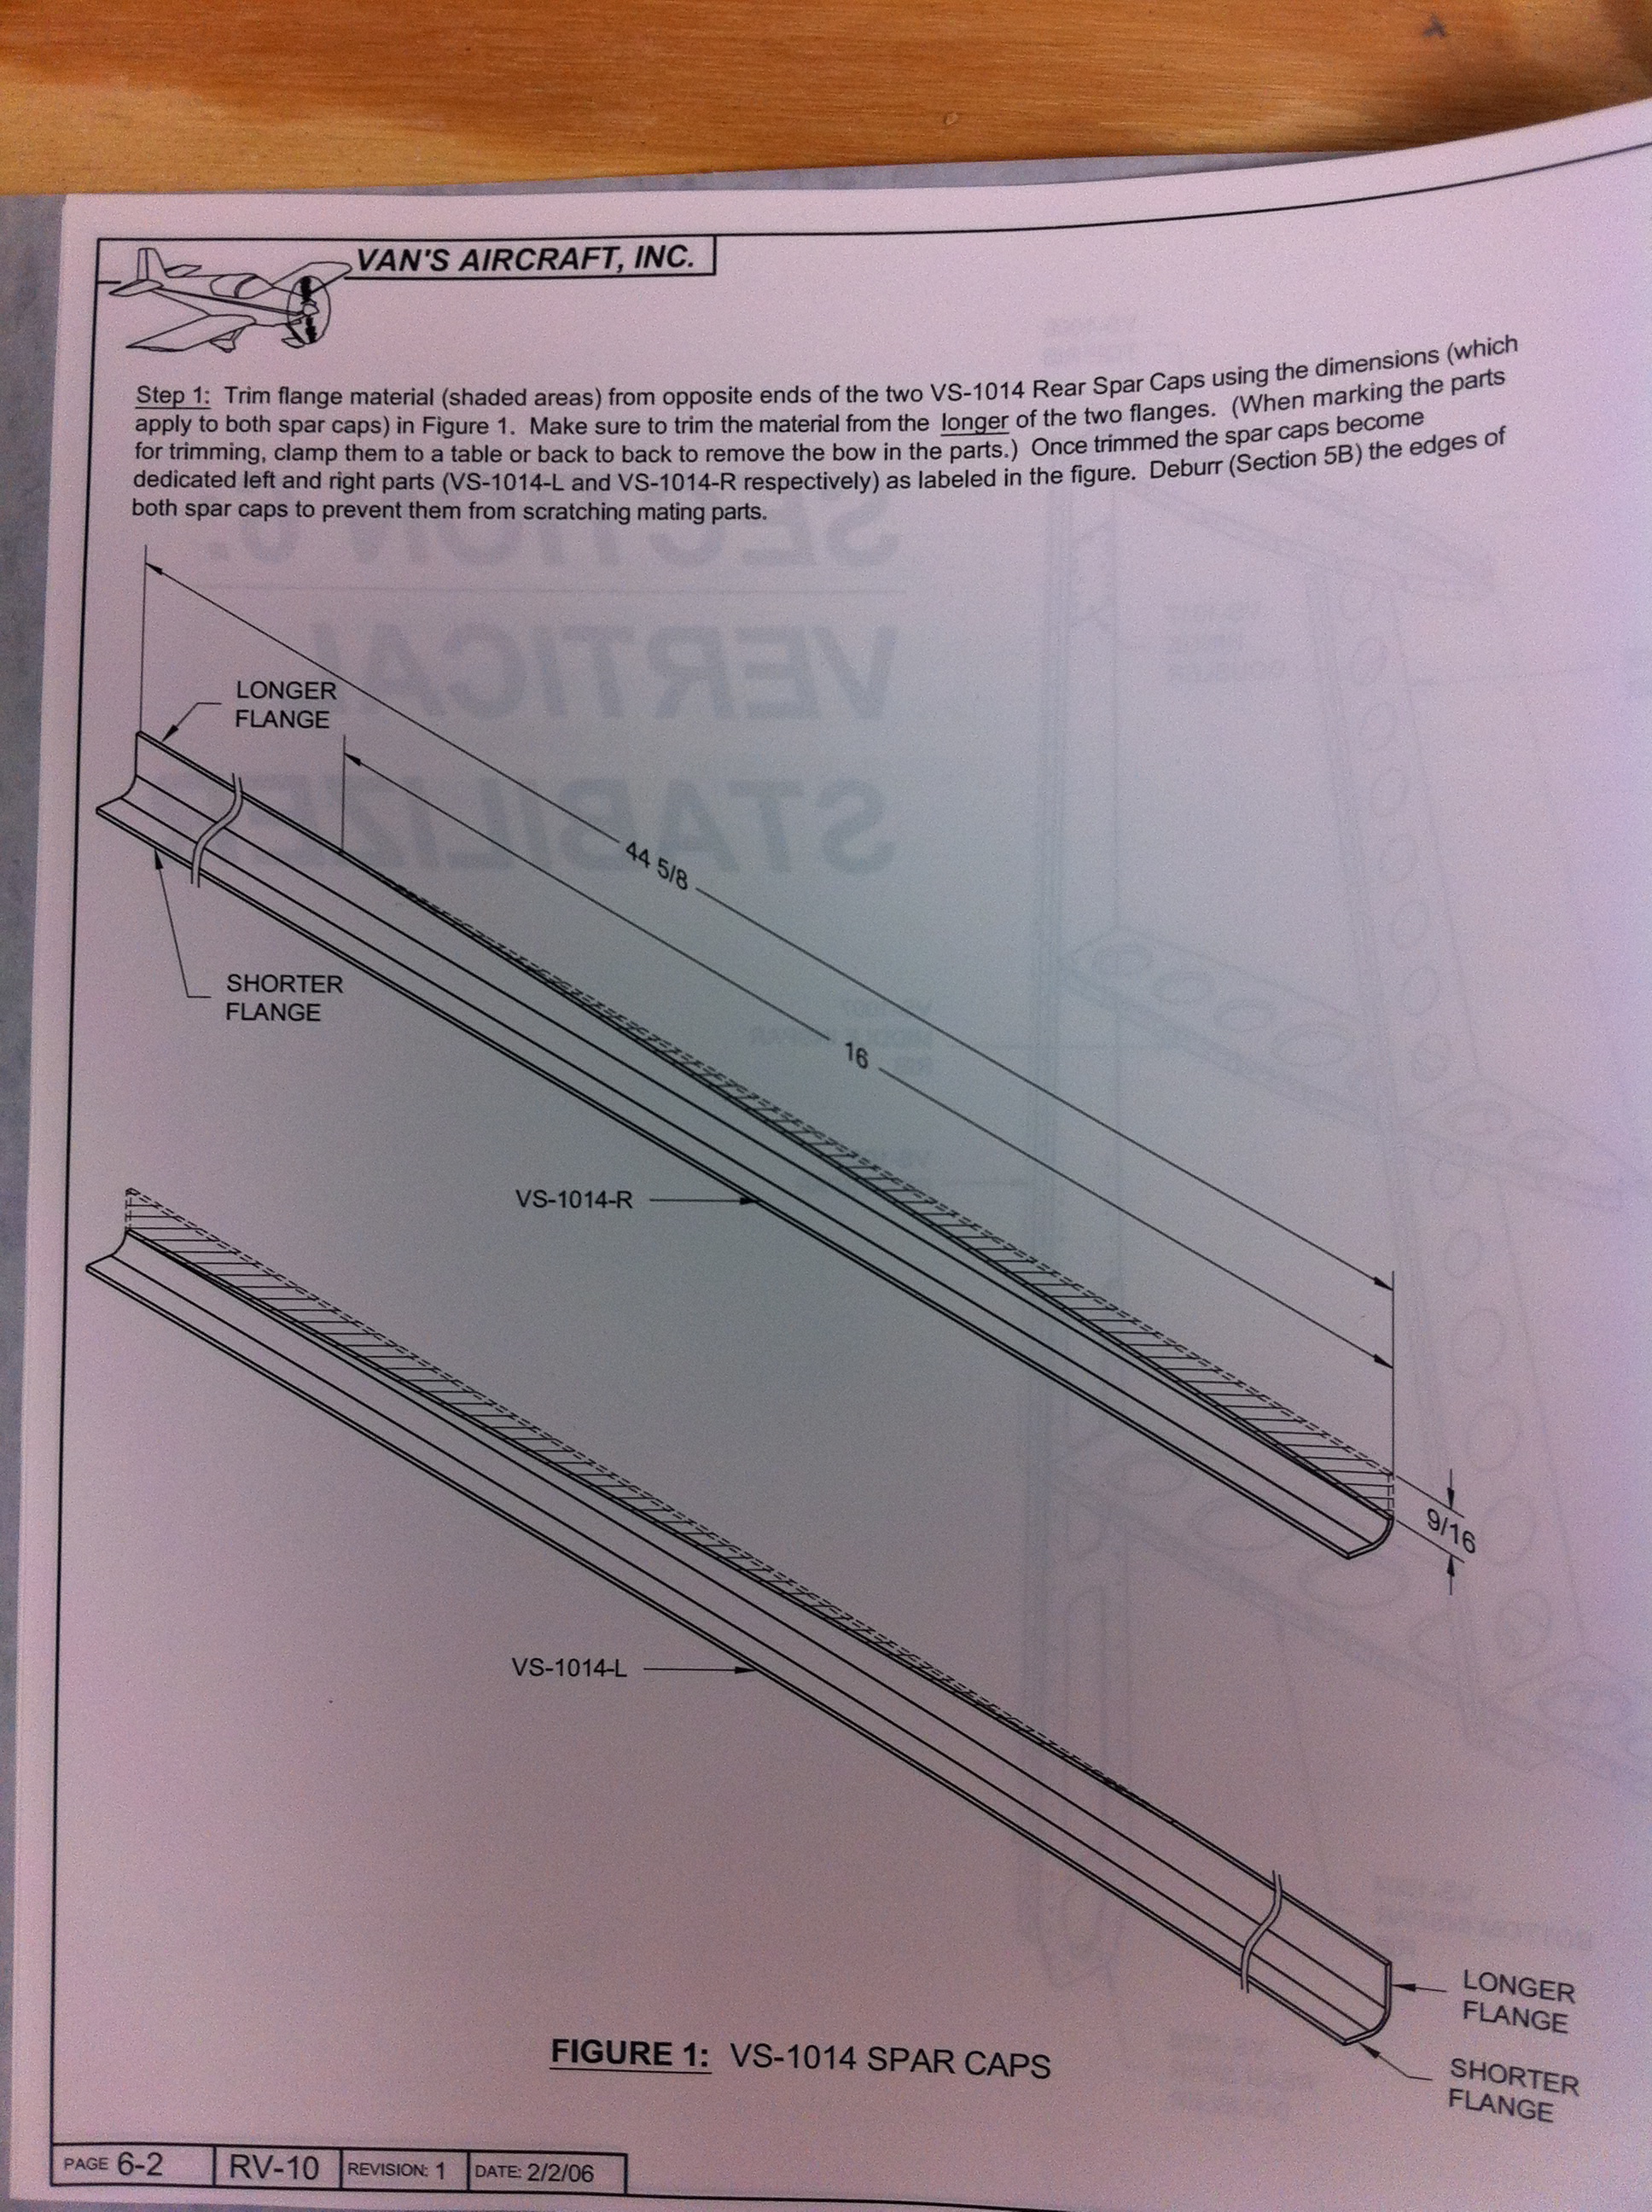 VAN'S AIRCRAFT, INC.
Step 1: Trim flange material (shaded areas) from opposite ends of the two VS-1014 Rear Spar Caps using the dimensions (which
apply to both spar caps) in Figure 1. Make sure to trim the material from the longer of the two flanges. (When marking the parts
for trimming, clamp them to a table or back to back to remove the bow in the parts.) Once trimmed the spar caps become
dedicated left and right parts (VS-1014-L and VS-1014-R respectively) as labeled in the figure. Deburr (Section 5B) the edges of
both spar caps to prevent them from scratching mating parts.
SECTION 6:
VERTICAL
LONGER
FLANGE
44 5/8
SHORTER
FLANGE
16
VS-1014-R
9/16
VS-1014-L
LONGER
FLANGE
SHORTER
FLANGE
FIGURE 1: VS-1014 SPAR CAPS
PAGE 6-2
RV-10
REVISION: 1
DATE: 2/2/06